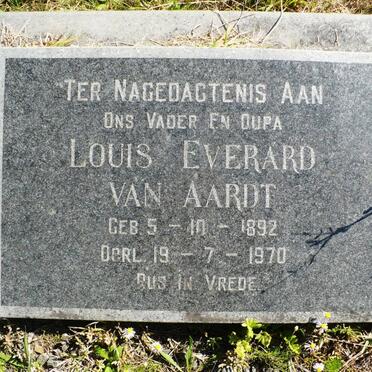 TER NAGEDAGTENIS AAN
ONS VADER EN OUPA
LOUIS EVERARD
VAN AARDT
GEB 5 - 10 - 1892
OORL. 19 - 7 - 1970
RUS IN VREDE.